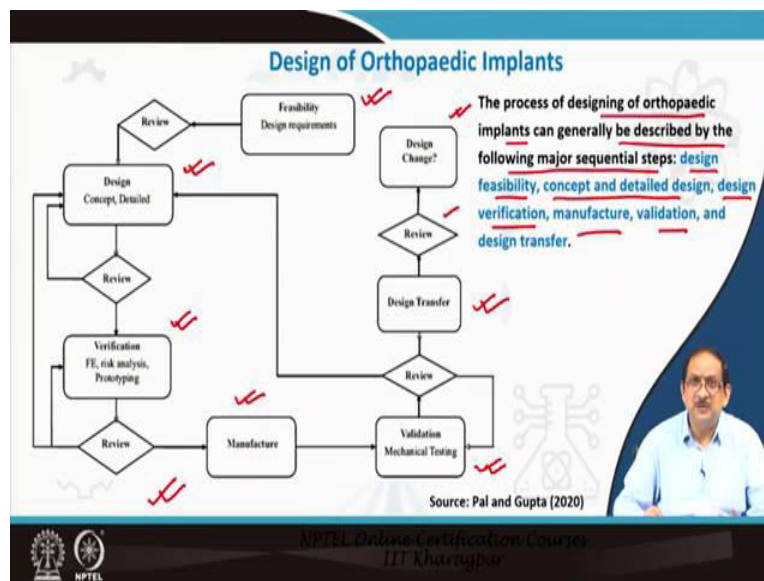 Design of Orthopaedic Implants
Feasibility
Design requirements
Review
Design
Concept, Detailed
Review
Verification
FE, risk analysis,
Prototyping
Review
Manufacture
Validation
Mechanical Testing
Review
Design Transfer
Review
Design
Change?
The process of designing of orthopaedic
implants can generally be described by the
following major sequential steps: design
feasibility, concept and detailed design, design
verification, manufacture, validation, and
design transfer.
Source: Pal and Gupta (2020)
NPTEL Online Certification Courses
IIT Kharagpur
NPTEL